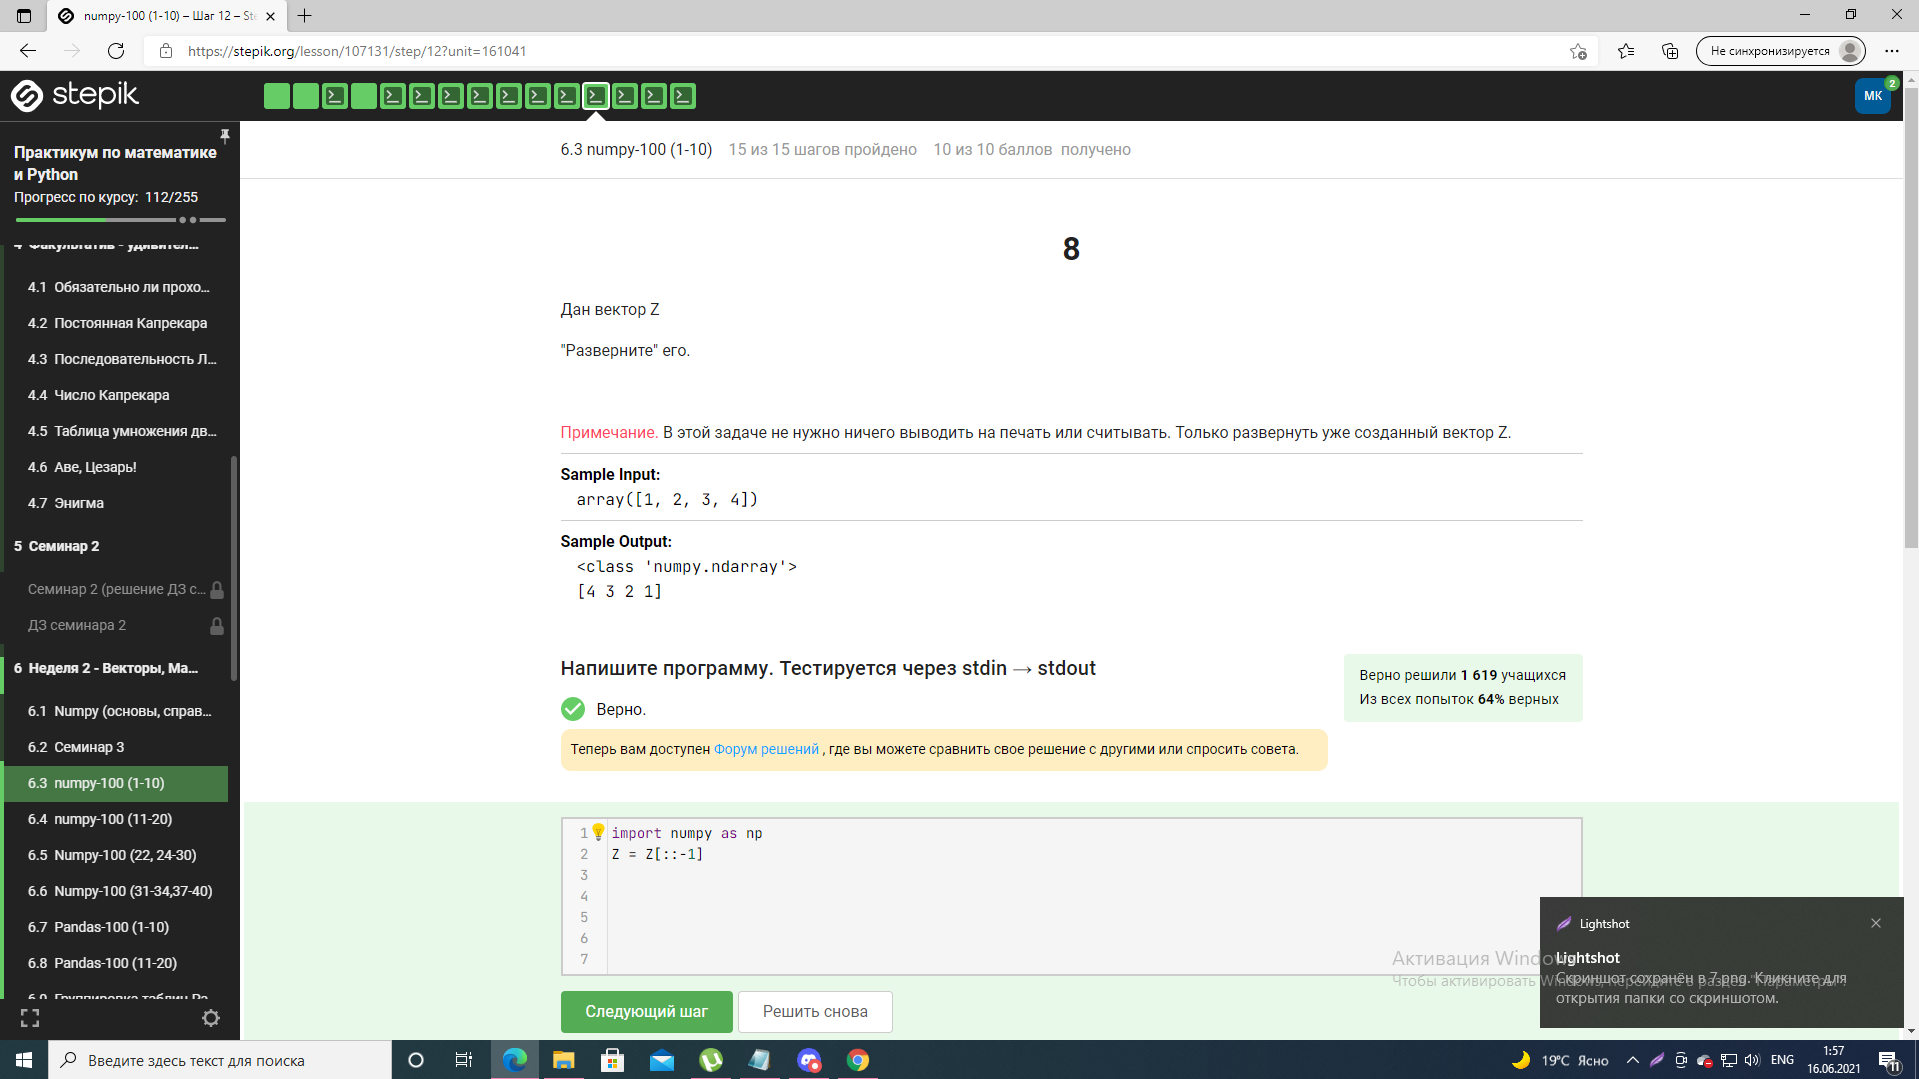 numpy-100 (1-10) – Шаг 12 – Ste
https://stepik.org/lesson/107131/step/12?unit=161041
Не синхронизируется
stepik
МК
2
Практикум по математике
и Python
Прогресс по курсу: 112/255
4 Факультатив - удивител...
4.1 Обязательно ли прохо...
4.2 Постоянная Капрекара
4.3 Последовательность Л...
4.4 Число Капрекара
4.5 Таблица умножения дв...
4.6 Аве, Цезарь!
4.7 Энигма
5 Семинар 2
Семинар 2 (решение ДЗ с...
ДЗ семинара 2
6 Неделя 2 - Векторы, Ма...
6.1 Numpy (основы, справ...
6.2 Семинар 3
6.3 numpy-100 (1-10)
6.4 numpy-100 (11-20)
6.5 Numpy-100 (22, 24-30)
6.6 Numpy-100 (31-34,37-40)
6.7 Pandas-100 (1-10)
6.8 Pandas-100 (11-20)
6.9 Группировка таблиц Pa...
6.3 numpy-100 (1-10) 15 из 15 шагов пройдено 10 из 10 баллов получено
8
Дан вектор Z
"Разверните" его.
Примечание. В этой задаче не нужно ничего выводить на печать или считывать. Только развернуть уже созданный вектор Z.
Sample Input:
array([1, 2, 3, 4])
Sample Output:
<class 'numpy.ndarray'>
[4 3 2 1]
Напишите программу. Тестируется через stdin → stdout
Верно.
Теперь вам доступен Форум решений , где вы можете сравнить свое решение с другими или спросить совета.
Верно решили 1 619 учащихся
Из всех попыток 64% верных
1 import numpy as np
2 Z = Z[::-1]
3
4
5
6
7
Следующий шаг
Решить снова
Активация Windows
Чтобы активировать Windows, перейдите в раздел "Параметры".
Lightshot
Lightshot
Скриншот сохранён в 7.png. Кликните для
открытия папки со скриншотом.
Введите здесь текст для поиска
19°C Ясно
ENG
1:57
16.06.2021
11